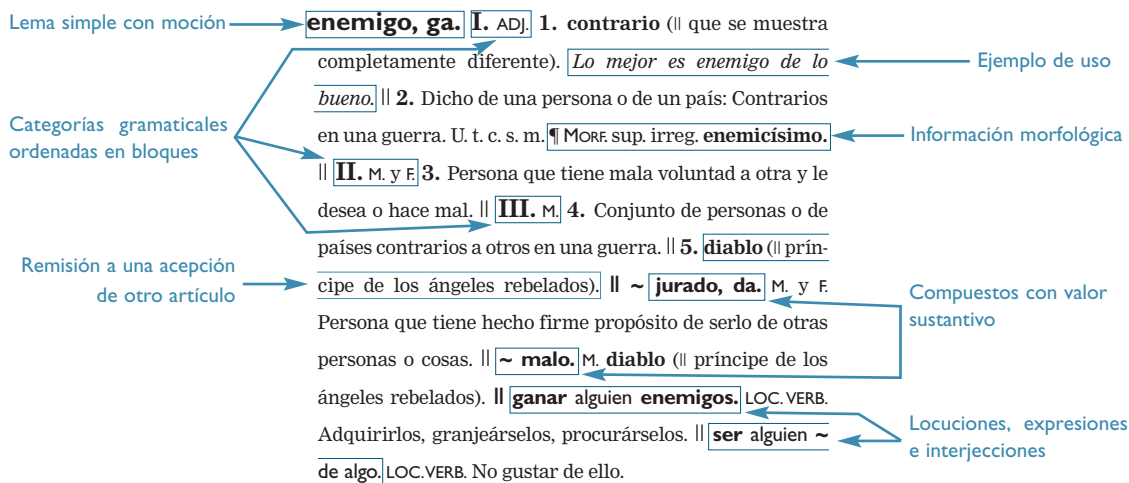 Lema simple con moción
enemigo, ga. I. ADJ. 1. contrario (|| que se muestra
completamente diferente). Lo mejor es enemigo de lo
Ejemplo de uso
bueno. || 2. Dicho de una persona o de un país: Contrarios
Categorías gramaticales
ordenadas en bloques
en una guerra. U. t. c. s. m. ¶ MORF. sup. irreg. enemicísimo.
Información morfológica
|| II. M. y F. 3. Persona que tiene mala voluntad a otra y le
desea o hace mal. || III. M. 4. Conjunto de personas o de
países contrarios a otros en una guerra. || 5. diablo (|| prín-
Remisión a una acepción
de otro artículo
cipe de los ángeles rebelados). || ~ jurado, da. M. y F.
Compuestos con valor
sustantivo
Persona que tiene hecho firme propósito de serlo de otras
personas o cosas. || ~ malo. M. diablo (|| príncipe de los
ángeles rebelados). || ganar alguien enemigos. LOC. VERB.
Locuciones, expresiones
e interjecciones
Adquirirlos, granjeárselos, procurárselos. || ser alguien ~
de algo. LOC. VERB. No gustar de ello.